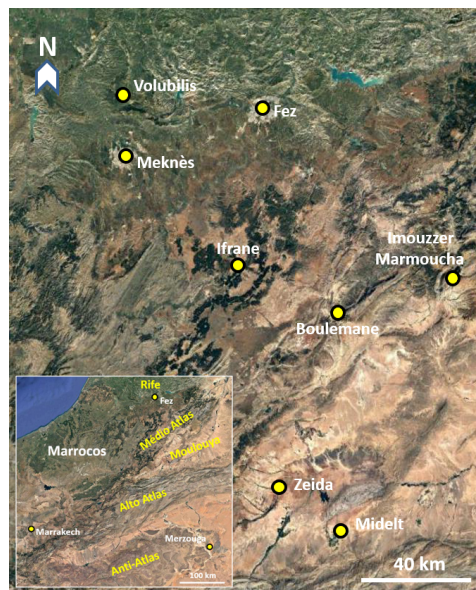 N
Volubilis
Fez
Meknès
Ifrane
Imouzzer
Marmoucha
Boulemane
Zeida
Midelt
40 km
Rife
Fez
Médio Atlas
Moulouya
Marrocos
Alto Atlas
Marrakech
Merzouga
Anti-Atlas
100 km